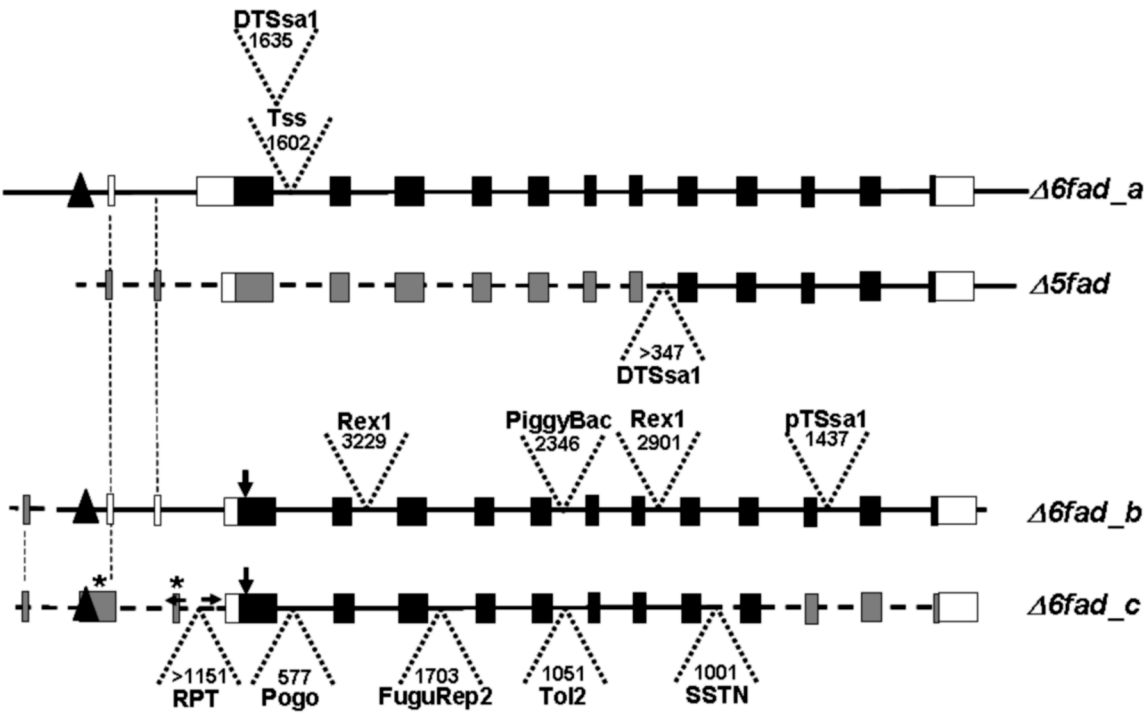 DTSsa1
1635
Tss
1602
Δ6fad_a
Δ5fad
>347
DTSsa1
Rex1
3229
PiggyBac
2346
Rex1
2901
pTSsa1
1437
Δ6fad_b
* *
Δ6fad_c
>1151
RPT
577
Pogo
1703
FuguRep2
1051
Tol2
1001
SSTN